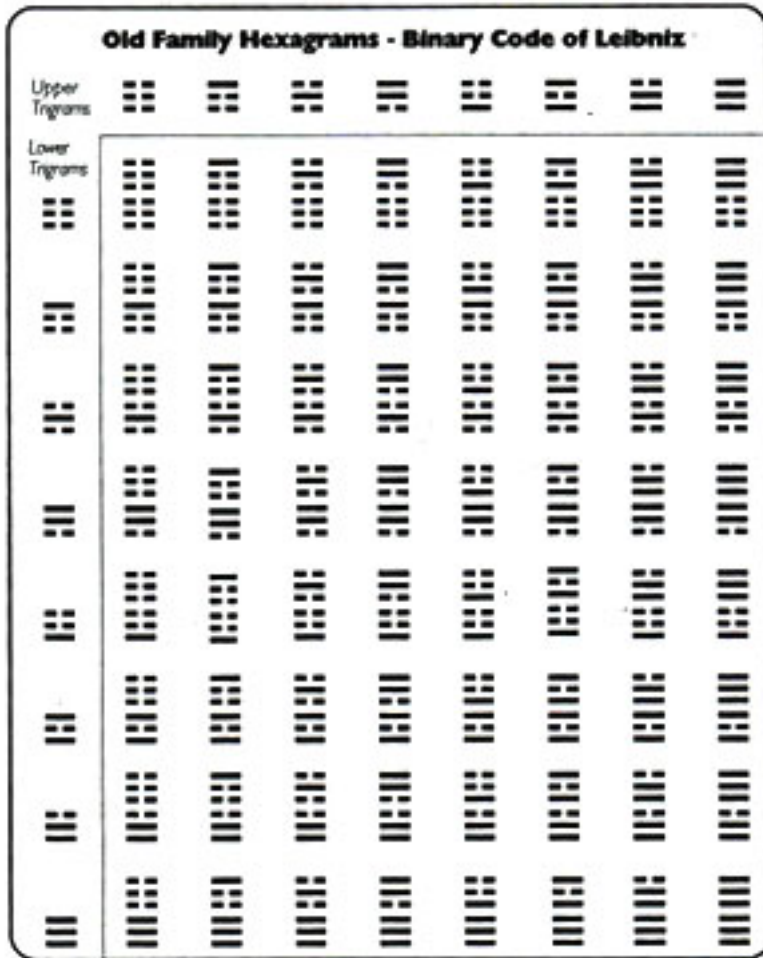 Old Family Hexagrams - Binary Code of Leibniz
Upper
Trigrams
Lower
Trigrams